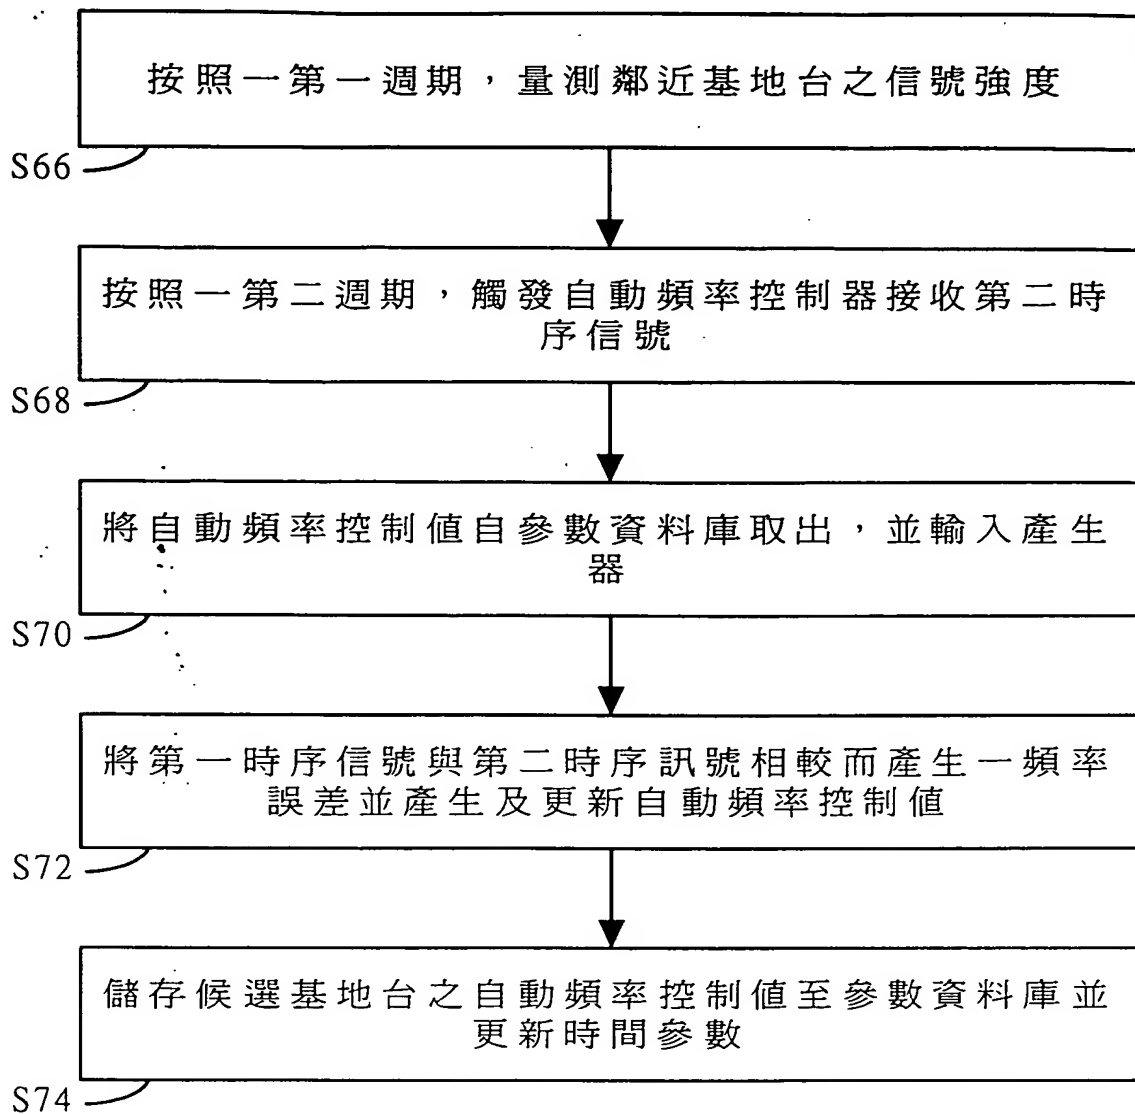 按照一第一週期，量測鄰近基地台之信號強度
S66
按照一第二週期，觸發自動頻率控制器接收第二時
序信號
S68
將自動頻率控制值自參數資料庫取出，並輸入產生
器
S70
將第一時序信號與第二時序訊號相較而產生一頻率
誤差並產生及更新自動頻率控制值
S72
儲存候選基地台之自動頻率控制值至參數資料庫並
更新時間參數
S74